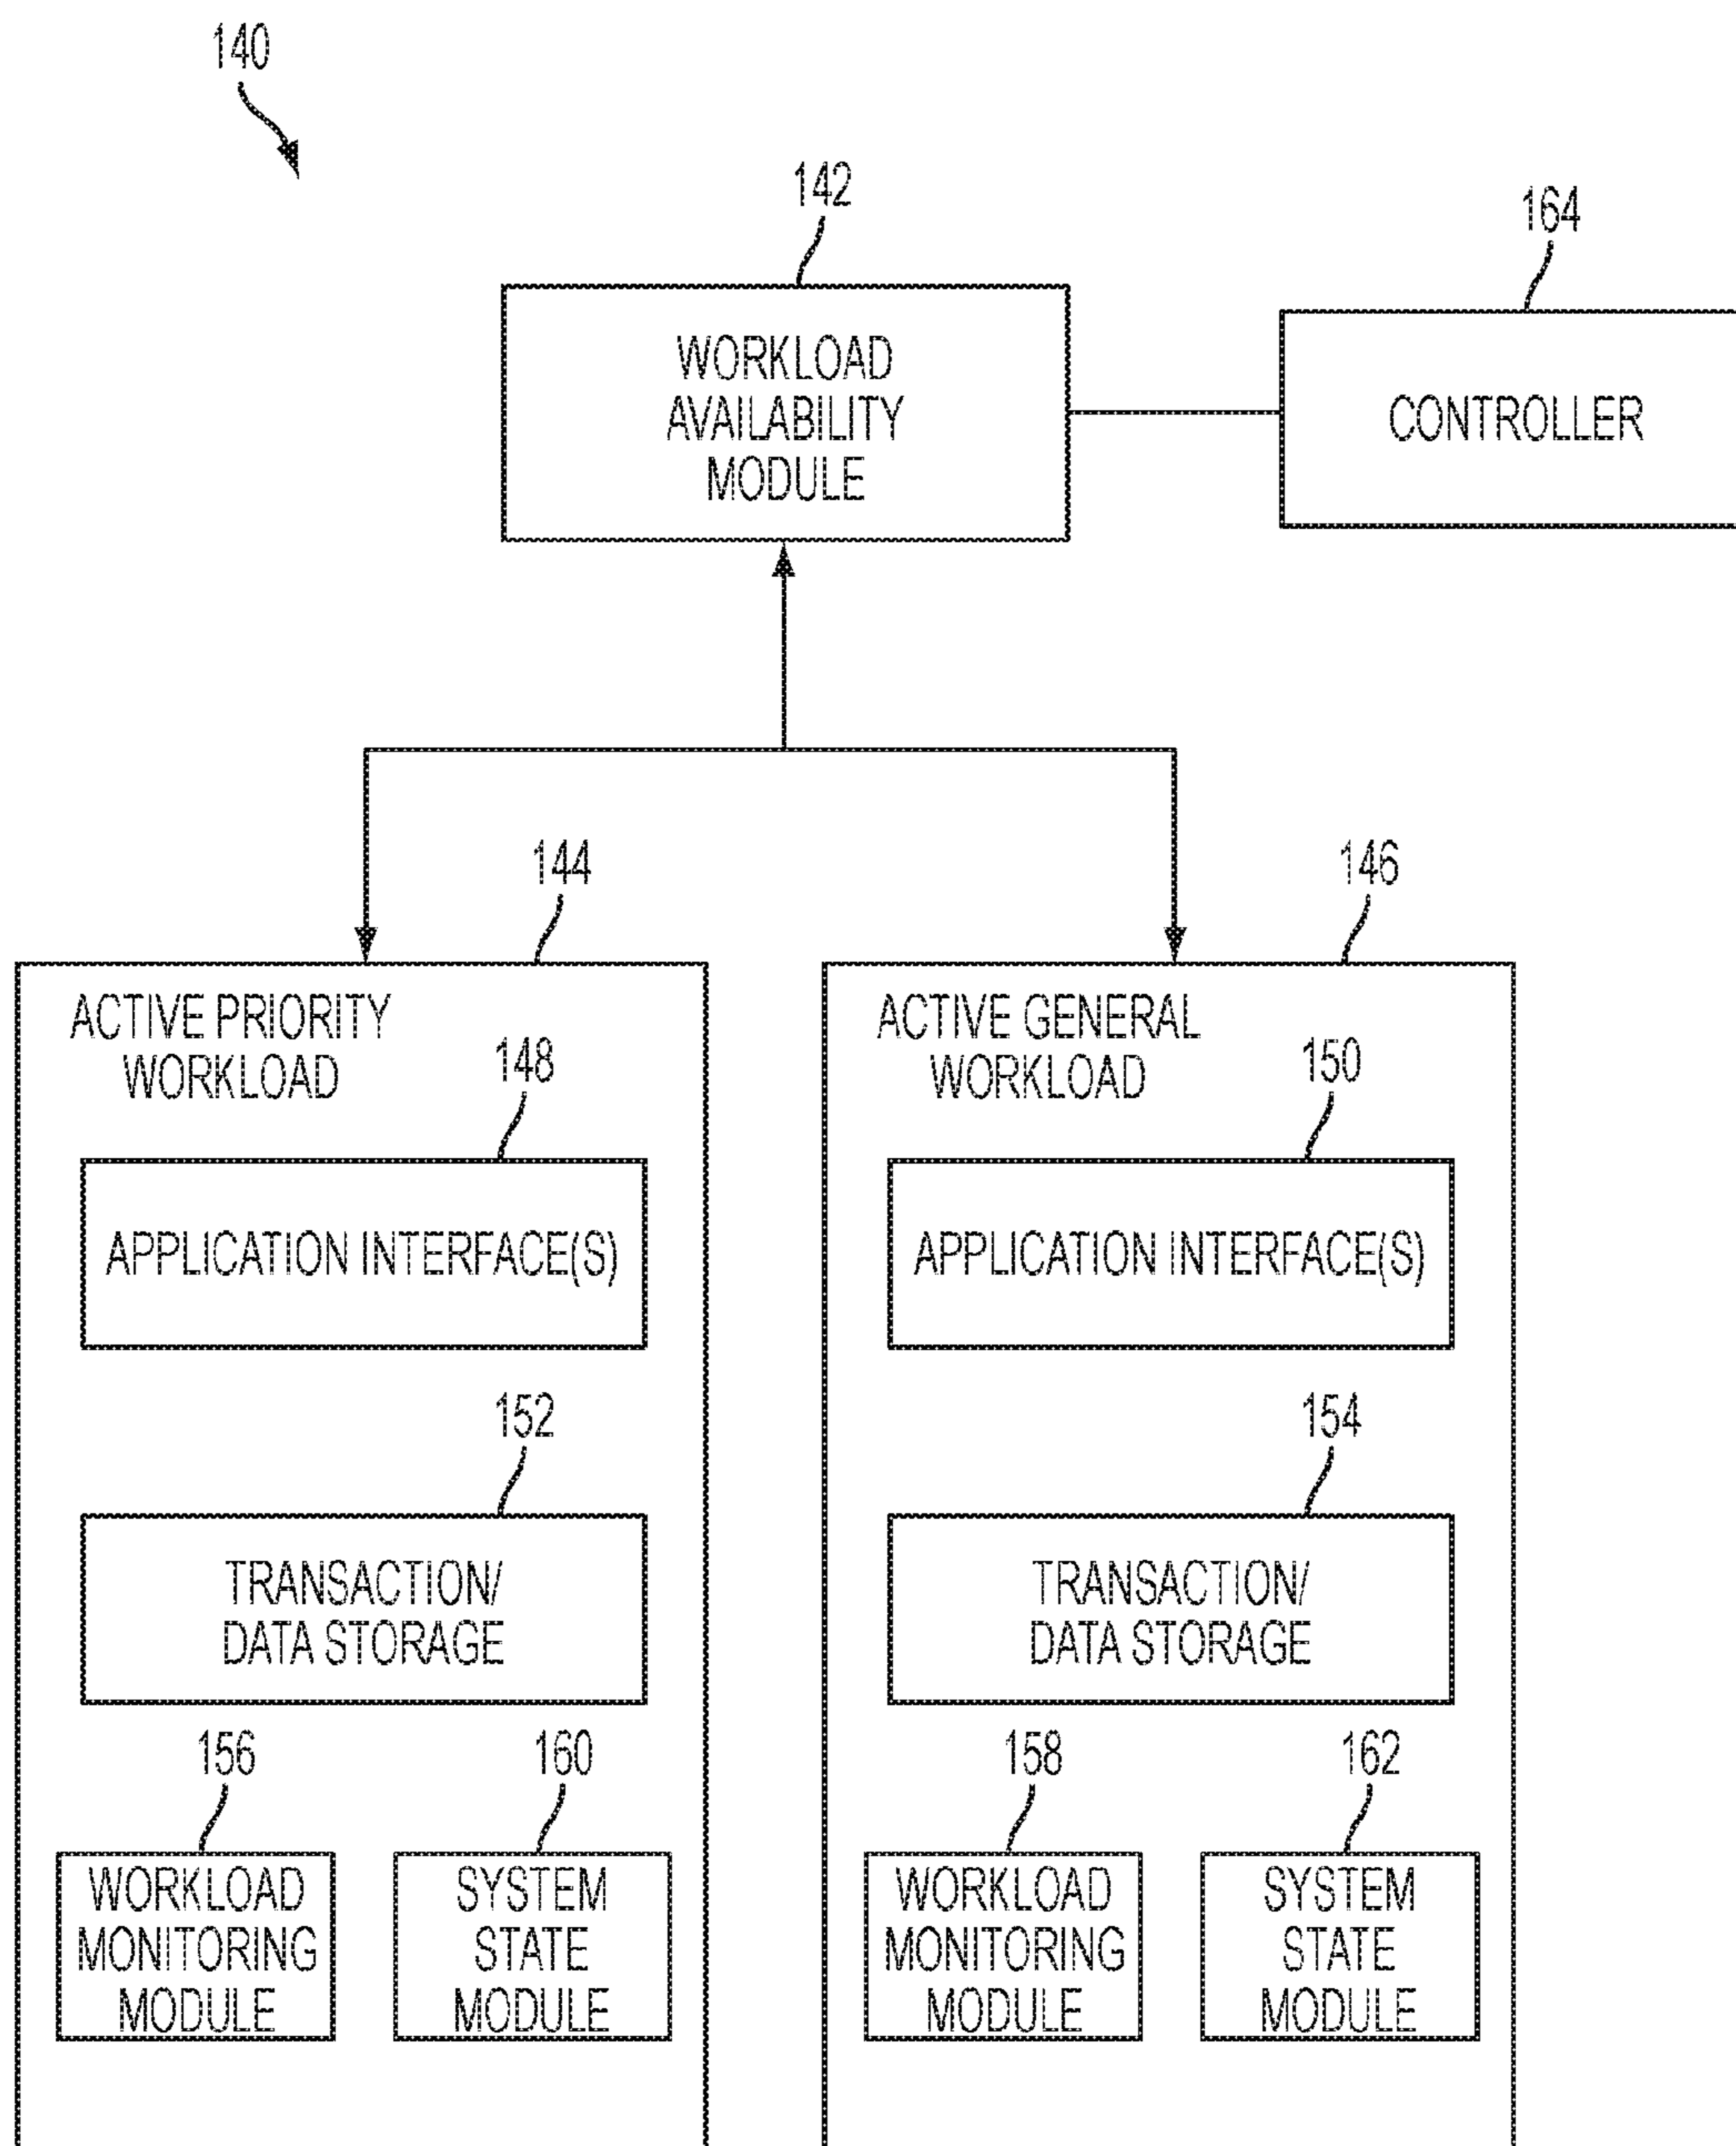 140
142
164
WORKLOAD
AVAILABILITY
MODULE
CONTROLLER
144
146
ACTIVE PRIORITY
WORKLOAD
148
APPLICATION INTERFACE(S)
152
TRANSACTION/
DATA STORAGE
156
160
WORKLOAD
MONITORING
MODULE
SYSTEM
STATE
MODULE
ACTIVE GENERAL
WORKLOAD
150
APPLICATION INTERFACE(S)
154
TRANSACTION/
DATA STORAGE
158
162
WORKLOAD
MONITORING
MODULE
SYSTEM
STATE
MODULE